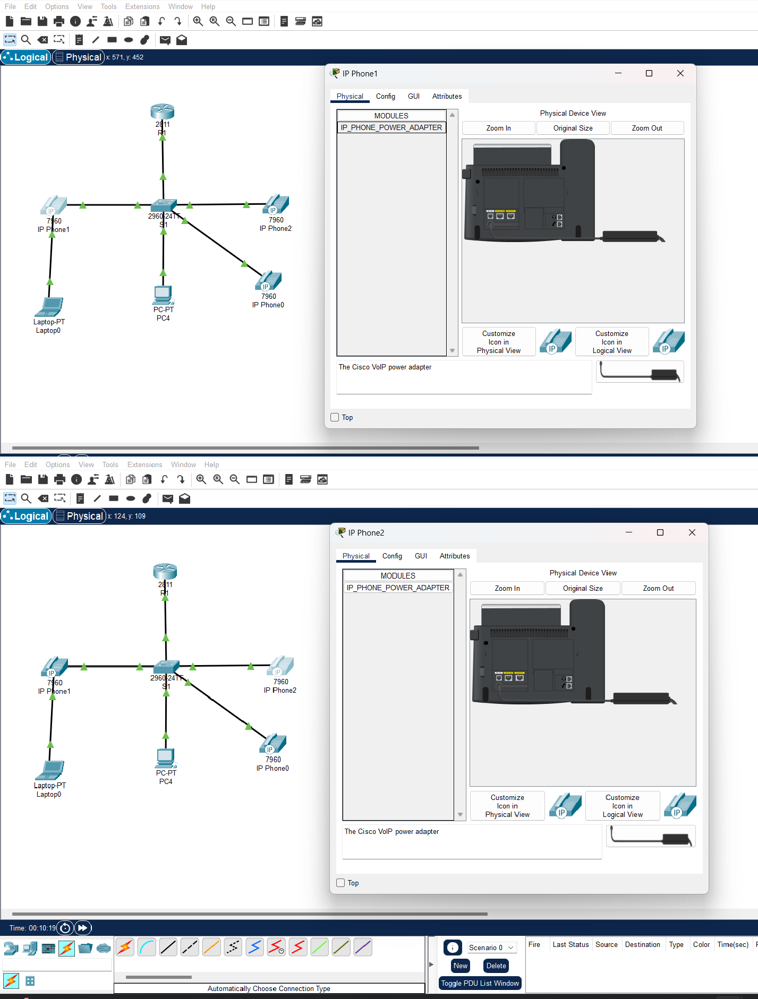 File Edit Options View Tools Extensions Window Help
Logical Physical x: 571, y: 452
IP Phone1
Physical Config GUI Attributes
MODULES
IP_PHONE_POWER_ADAPTER
Physical Device View
Zoom In Original Size Zoom Out
2811
R1
7960
IP Phone1
2960-24TT
S1
7960
IP Phone2
7960
IP Phone0
PC-PT
PC4
Laptop-PT
Laptop0
Customize
Icon in
Physical View
IP
Customize
Icon in
Logical View
IP
The Cisco VoIP power adapter
Top
File Edit Options View Tools Extensions Window Help
Logical Physical x: 124, y: 109
IP Phone2
Physical Config GUI Attributes
MODULES
IP_PHONE_POWER_ADAPTER
Physical Device View
Zoom In Original Size Zoom Out
2811
R1
IP
7960
IP Phone1
2960-24TT
S1
IP
7960
IP Phone2
IP
7960
IP Phone0
PC-PT
PC4
Laptop-PT
Laptop0
Customize
Icon in
Physical View
IP
Customize
Icon in
Logical View
IP
The Cisco VoIP power adapter
Top
Time: 00:10:19
Scenario 0
New Delete
Toggle PDU List Window
Fire Last Status Source Destination Type Color Time(sec)
Automatically Choose Connection Type